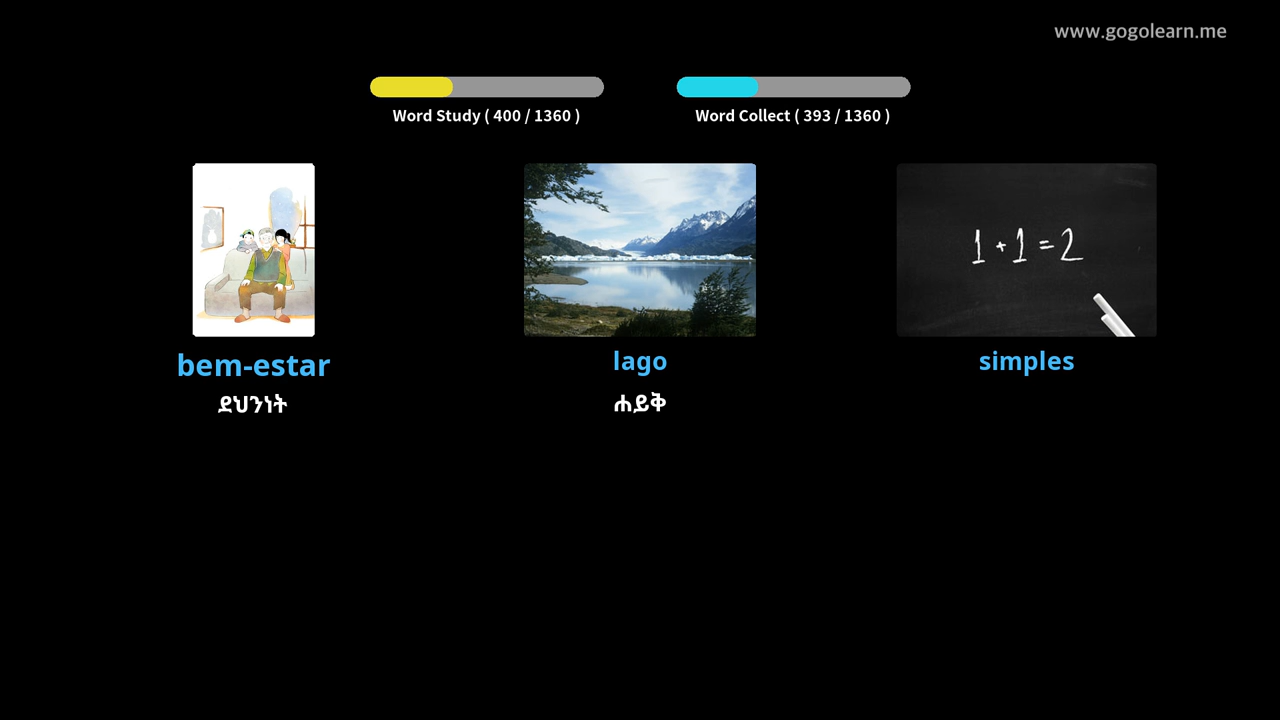 www.gogolearn.me
Word Study ( 400 / 1360 )
Word Collect ( 393 / 1360 )
1 + 1 = 2
bem-estar
ደህንነት
lago
ሐይቅ
simples